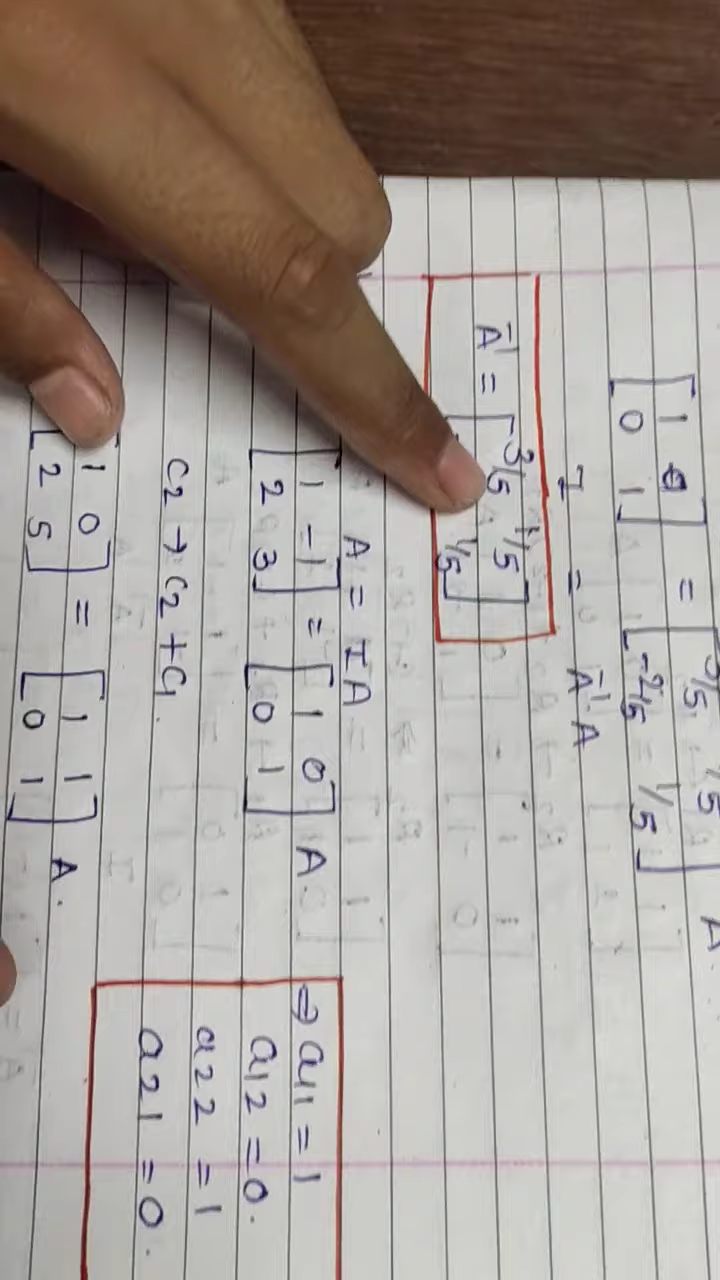 [1 0 = [3/5 1/5 A.
0 1] -2/5 1/5]
I = A⁻¹A
A⁻¹ = [3/5 1/5
1/5]
A = IA
[1 -1 = [1 0 A.
2 3] 0 1]
C2 → C2 + C1
[1 0 = [1 1 A.
2 5] 0 1]
⇒ a11 = 1
a12 = 0.
a22 = 1
a21 = 0.